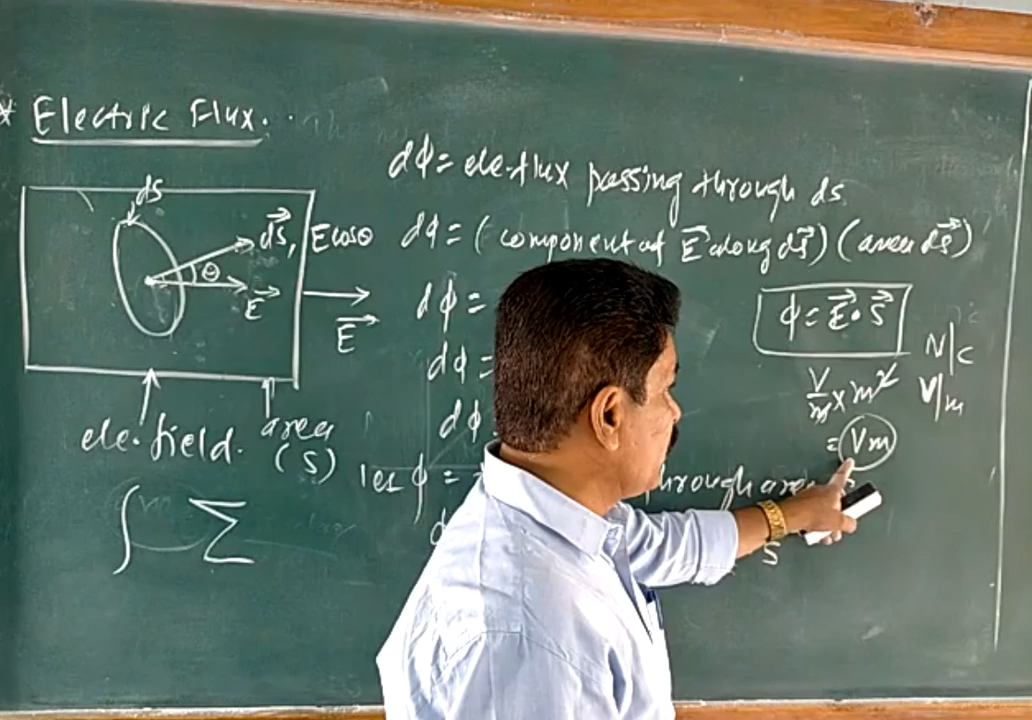 * Electric Flux.
ds
ds⃗, E cosθ
θ
E⃗
E⃗
ele. field.
area
(S)
∫ Σ
dϕ = ele. flux passing through ds
dϕ = (component of E⃗ along ds⃗) (area ds⃗)
dϕ =
dϕ =
dϕ
let ϕ =
through area
S
ϕ = E⃗ • S⃗
N/C
V/m
V/m × m²
= Vm